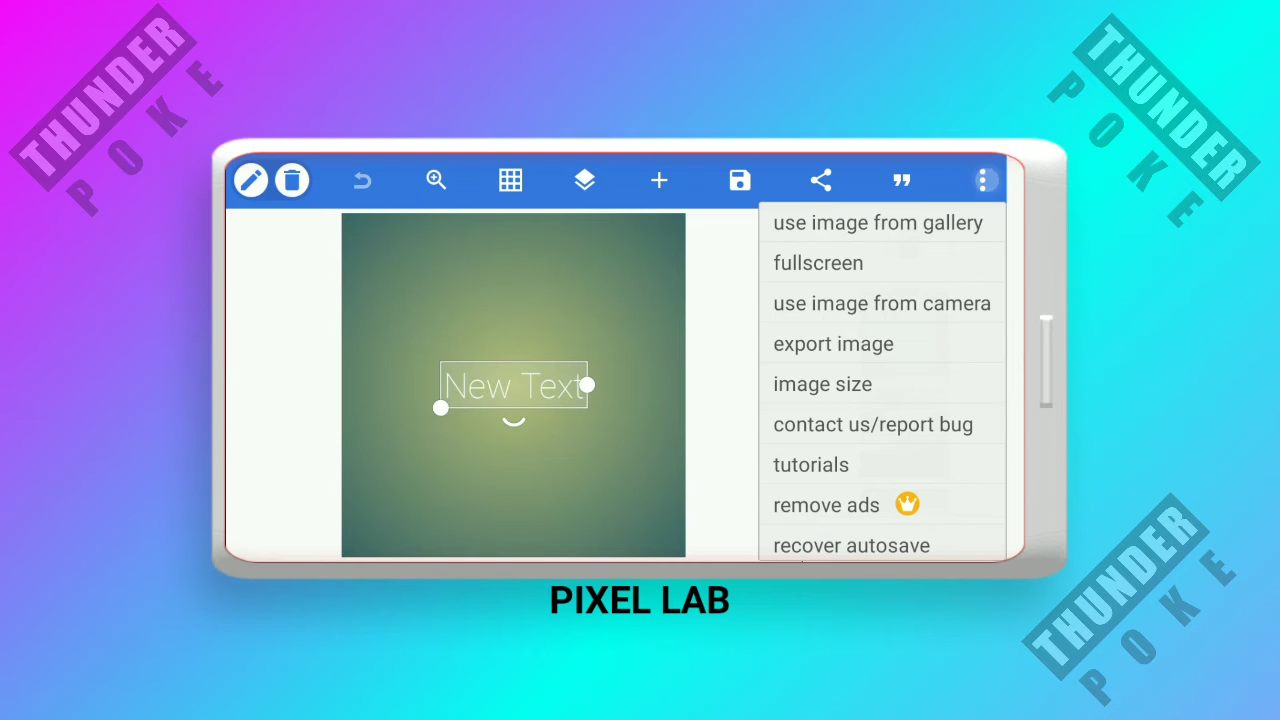 THUNDER
POKE
THUNDER
POKE
use image from gallery
fullscreen
use image from camera
export image
image size
contact us/report bug
tutorials
remove ads
recover autosave
New Text
PIXEL LAB
THUNDER
POKE